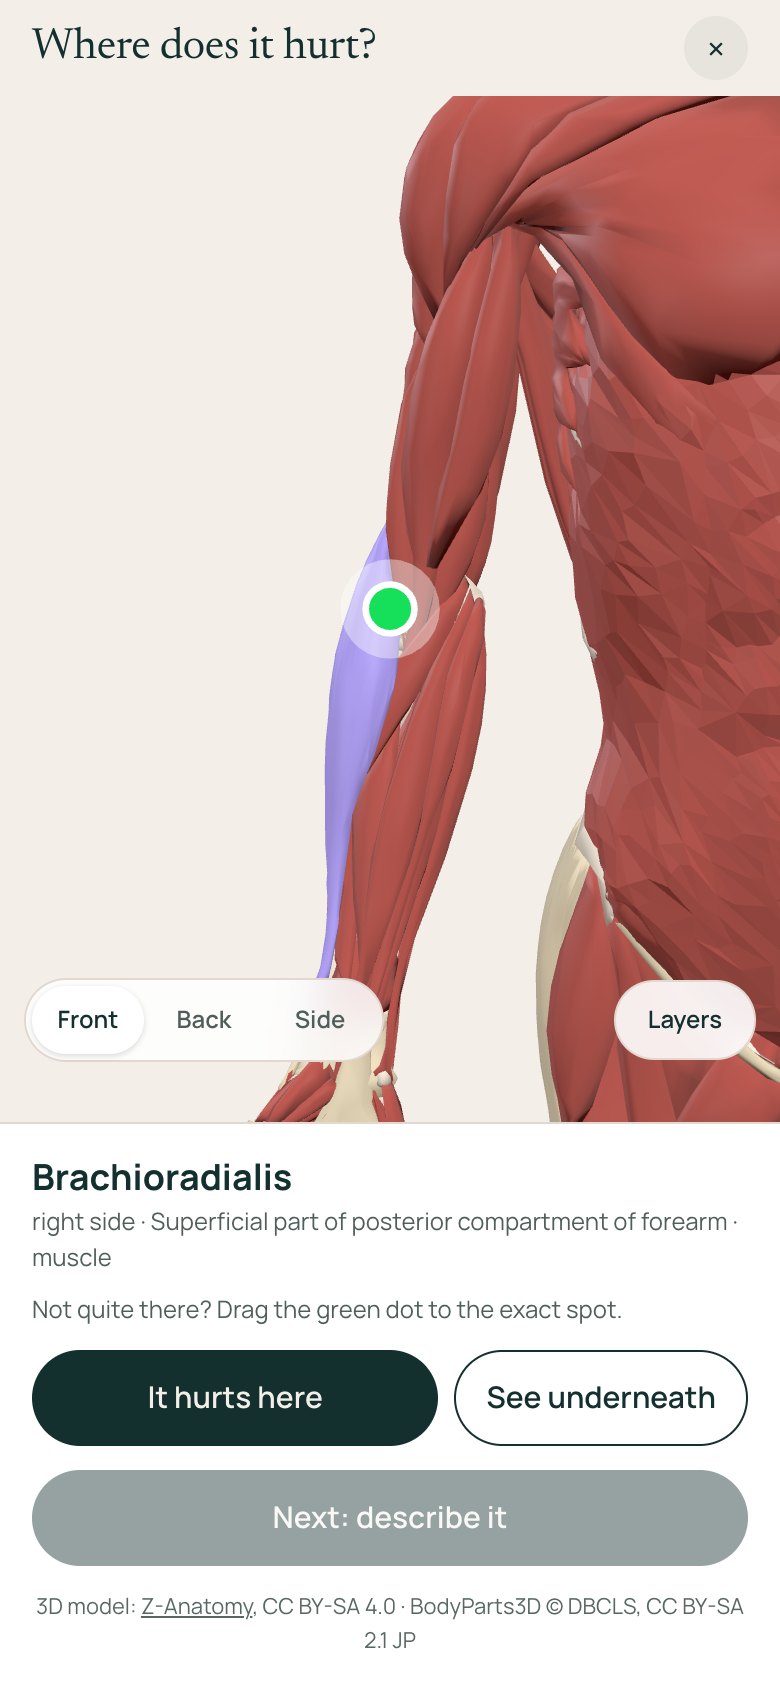 Where does it hurt?
Front
Back
Side
Layers
Brachioradialis
right side · Superficial part of posterior compartment of forearm ·
muscle
Not quite there? Drag the green dot to the exact spot.
It hurts here
See underneath
Next: describe it
3D model: Z-Anatomy, CC BY-SA 4.0 · BodyParts3D © DBCLS, CC BY-SA
2.1 JP